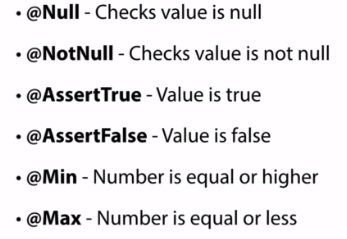 • @Null - Checks value is null
• @NotNull - Checks value is not null
• @AssertTrue - Value is true
• @AssertFalse - Value is false
• @Min - Number is equal or higher
• @Max - Number is equal or less